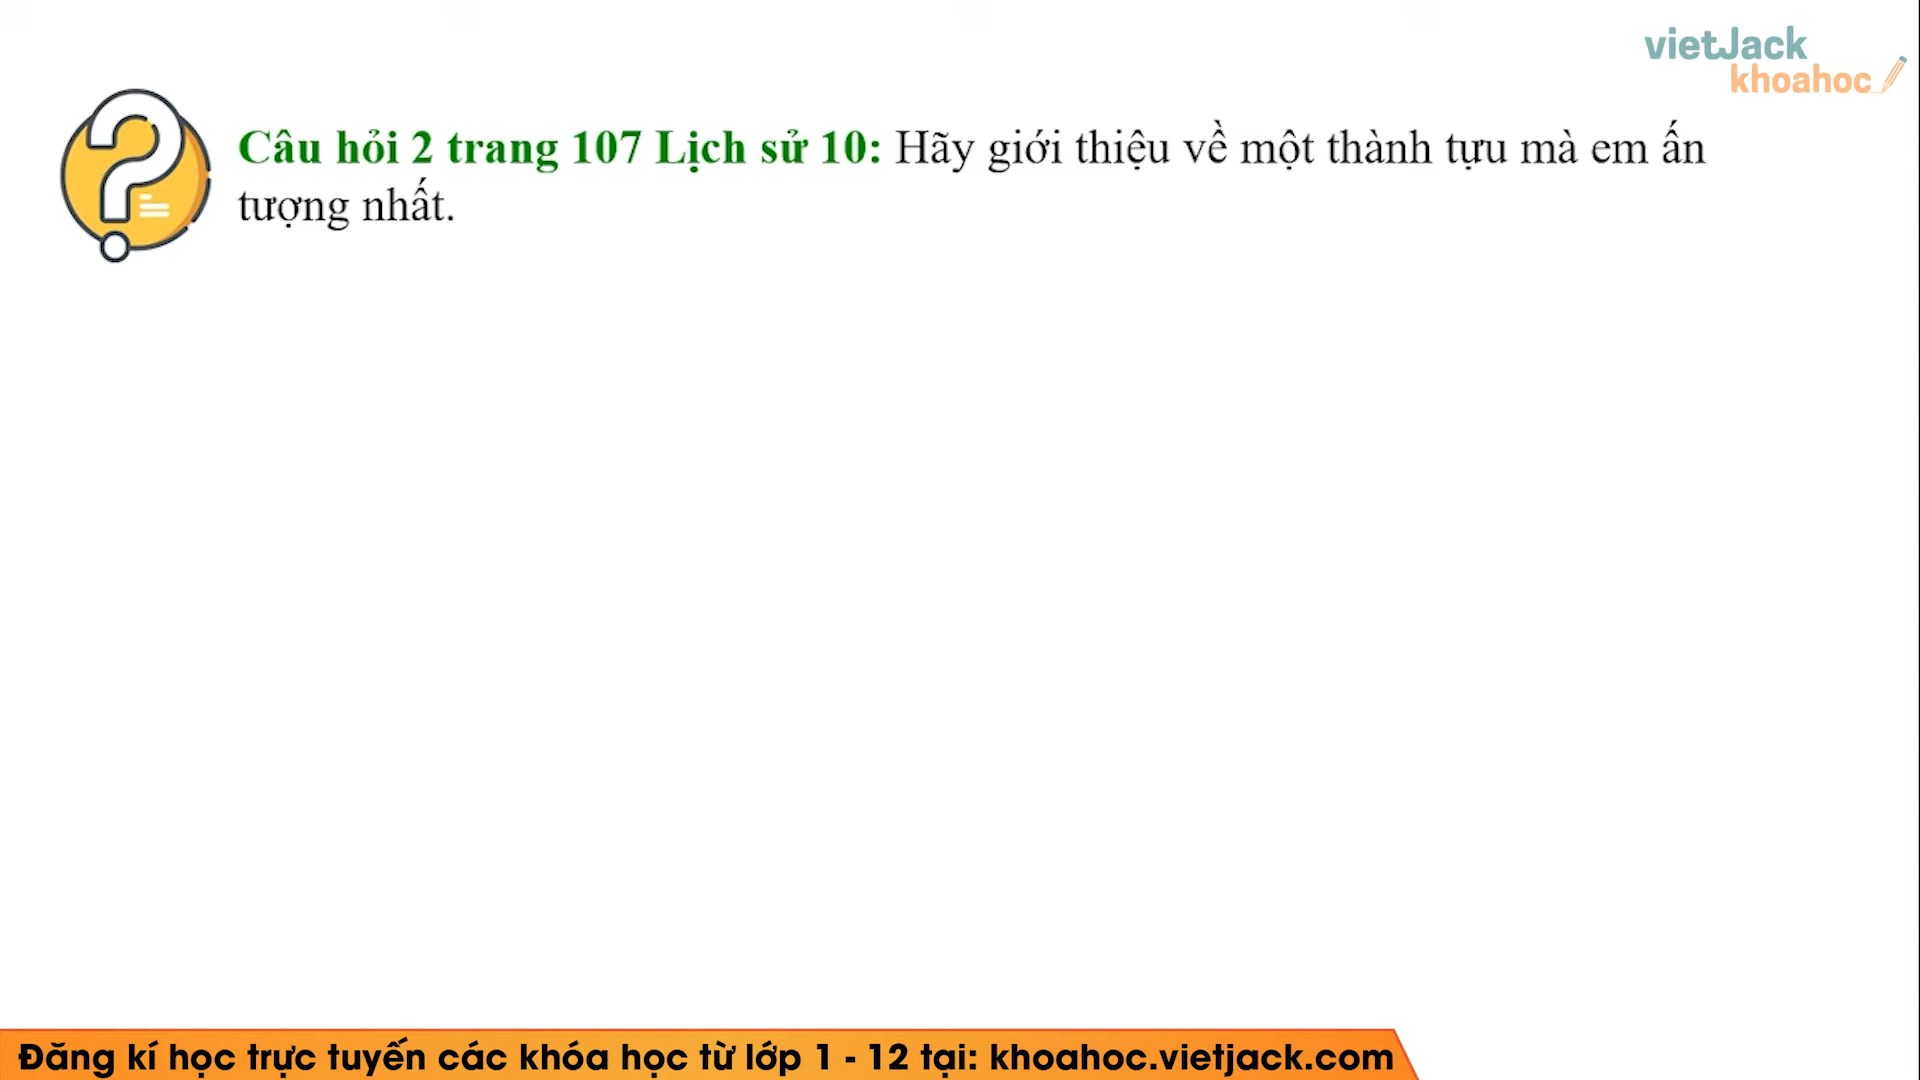 vietJack
khoahoc
Câu hỏi 2 trang 107 Lịch sử 10: Hãy giới thiệu về một thành tựu mà em ấn
tượng nhất.
Đăng kí học trực tuyến các khóa học từ lớp 1 - 12 tại: khoahoc.vietjack.com